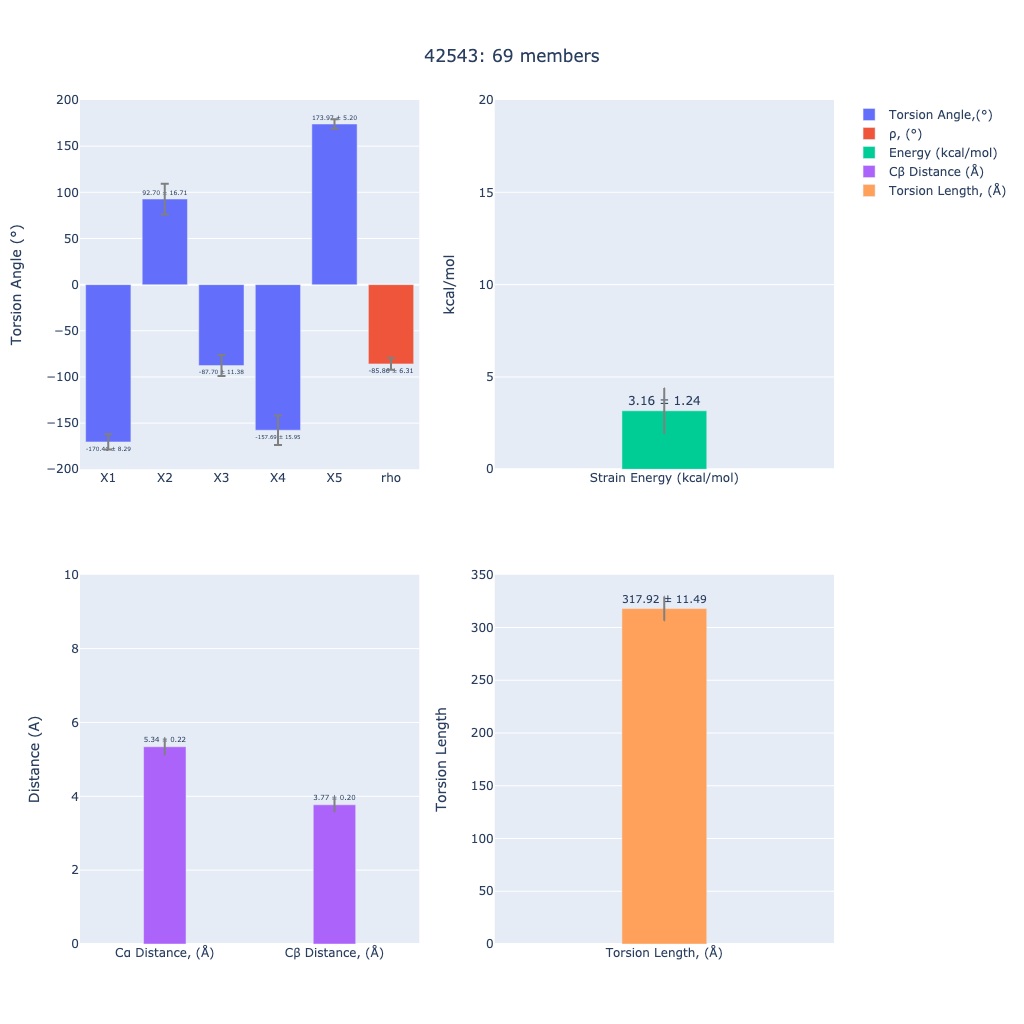 42543: 69 members
Torsion Angle (°)
200
150
100
50
0
−50
−100
−150
−200
92.70 ± 16.71
173.97 ± 5.20
-87.70 ± 11.38
-157.69 ± 15.95
-85.86 ± 6.31
± 8.29
X1
X2
X3
X4
X5
rho
kcal/mol
20
15
10
5
0
3.16 ± 1.24
Strain Energy (kcal/mol)
Torsion Angle,(°)
ρ, (°)
Energy (kcal/mol)
Cβ Distance (Å)
Torsion Length, (Å)
Distance (A)
10
8
6
4
2
0
5.34 ± 0.22
3.77 ± 0.20
Cα Distance, (Å)
Cβ Distance, (Å)
Torsion Length
350
300
250
200
150
100
50
0
317.92 ± 11.49
Torsion Length, (Å)